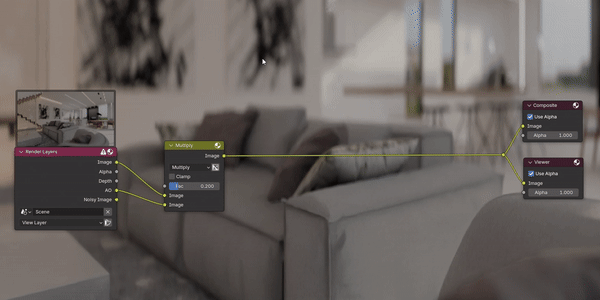 Render Layers
Image
Alpha
Depth
AO
Noisy Image
Scene
View Layer
Multiply
Image
Multiply
Clamp
Fac 0.200
Image
Image
Composite
Use Alpha
Image
Alpha 1.000
Viewer
Use Alpha
Image
Alpha 1.000